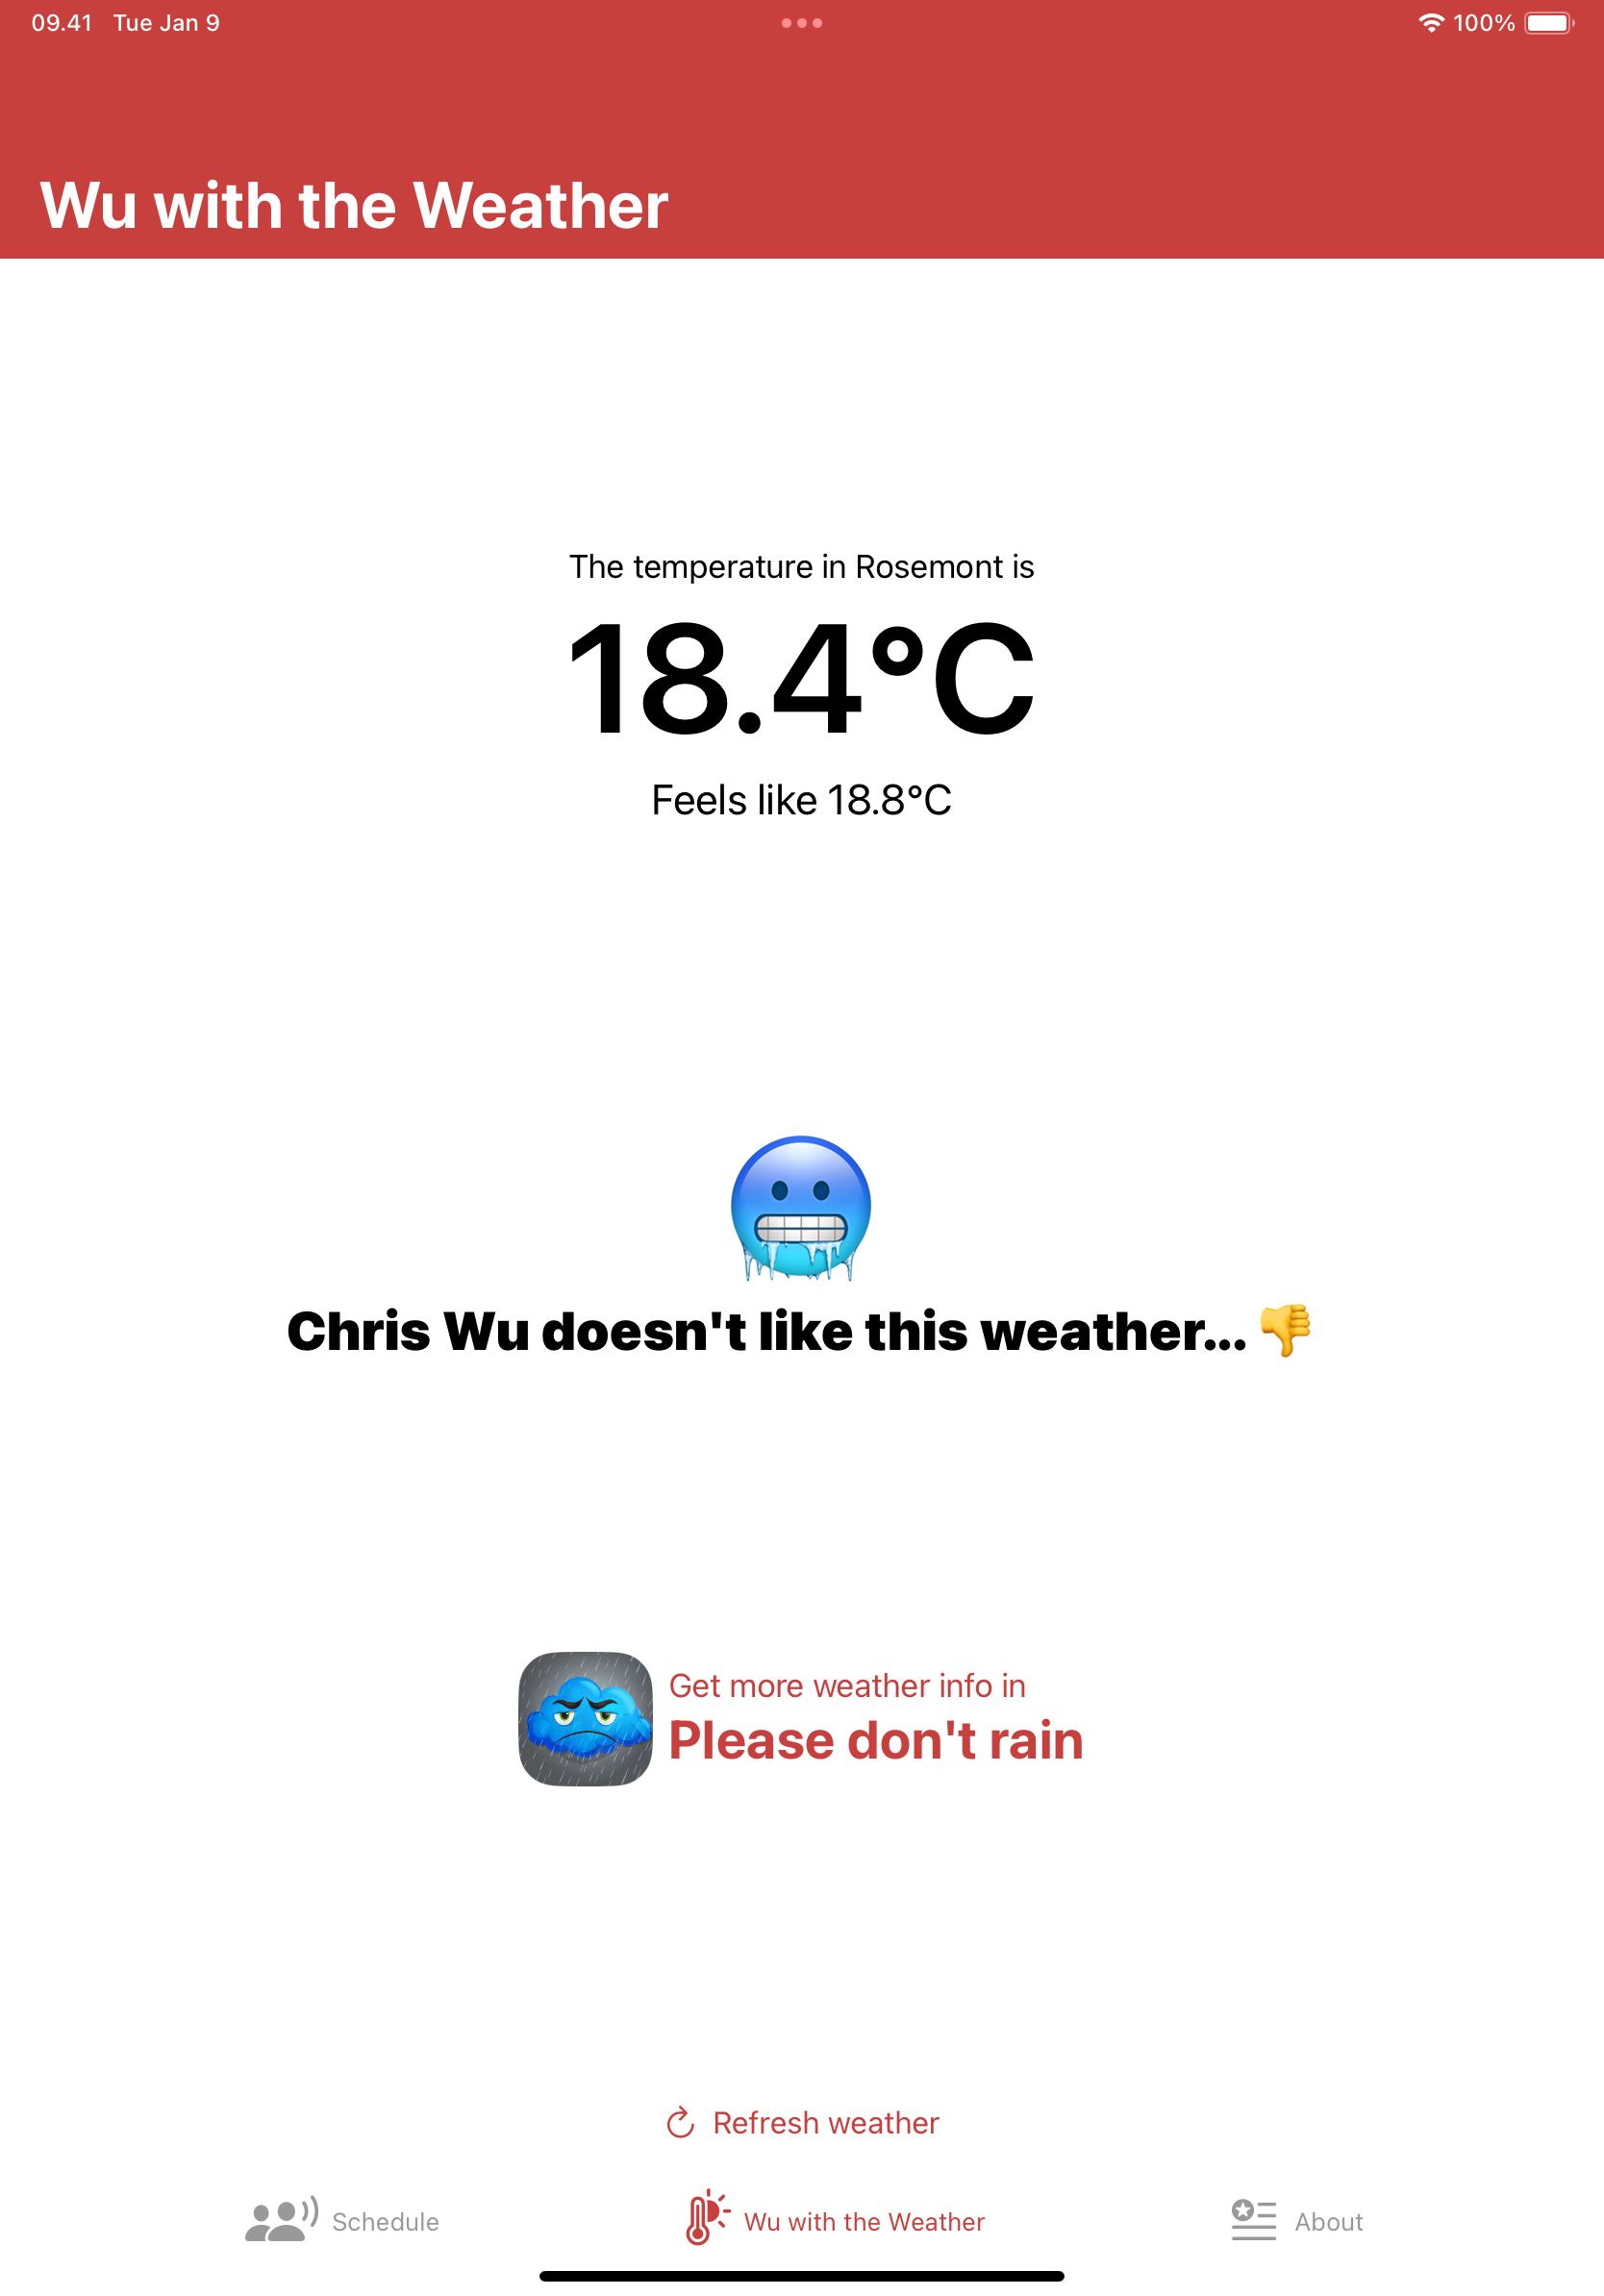 09.41 Tue Jan 9
100%
Wu with the Weather
The temperature in Rosemont is
18.4°C
Feels like 18.8°C
Chris Wu doesn't like this weather... 👎
Get more weather info in
Please don't rain
Refresh weather
Schedule
Wu with the Weather
About